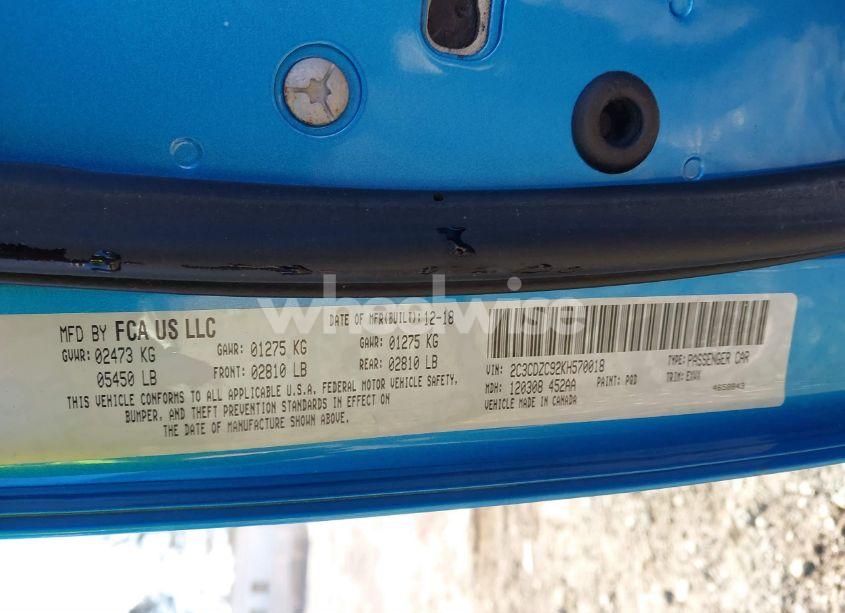 MFD BY FCA US LLC
GVWR: 02473 KG
05450 LB
GAWR: 01275 KG
FRONT: 02810 LB
DATE OF MFR(BUILT): 12-18
GAWR: 01275 KG
REAR: 02810 LB
THIS VEHICLE CONFORMS TO ALL APPLICABLE U.S.A. FEDERAL MOTOR VEHICLE SAFETY,
BUMPER, AND THEFT PREVENTION STANDARDS IN EFFECT ON
THE DATE OF MANUFACTURE SHOWN ABOVE.
VIN: 2C3CDZC92KH570018
TYPE: PASSENGER CAR
MDH: 120308 452AA
PAINT: PQD
TRIM: EXVX
VEHICLE MADE IN CANADA
4650843
wheelwise